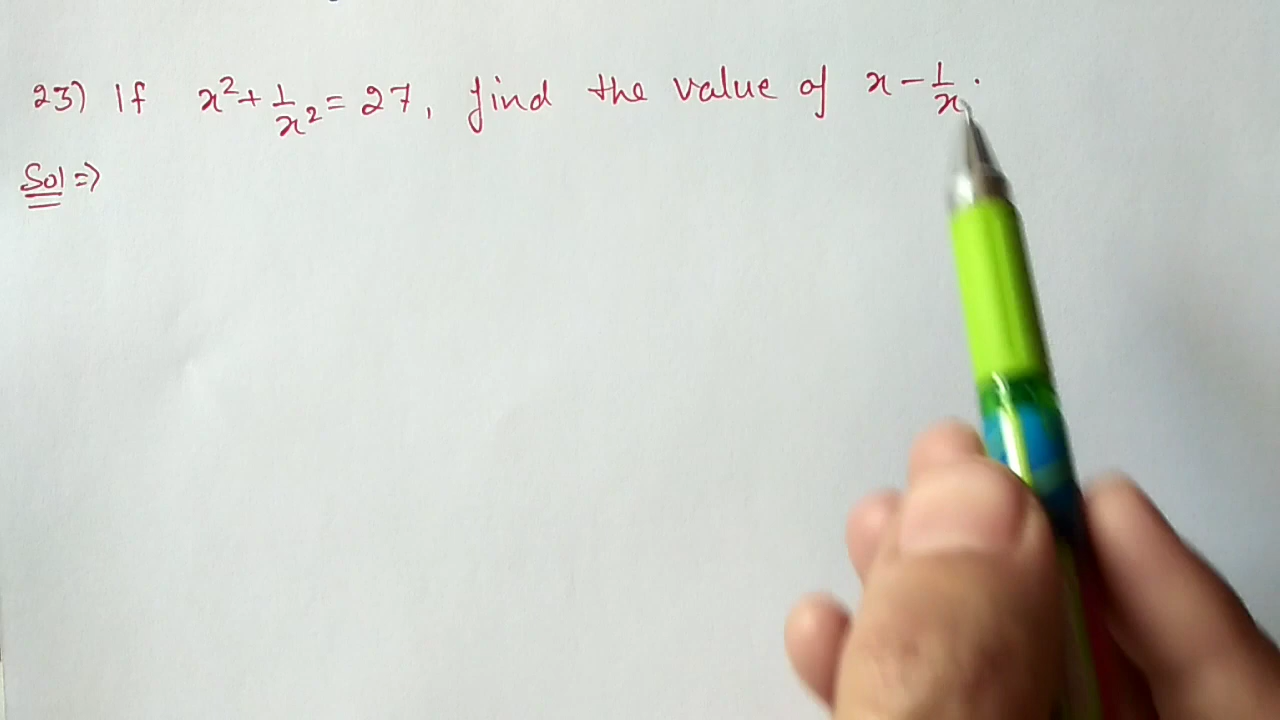 23) If x² + 1/x² = 27, find the value of x - 1/x.
Sol =>